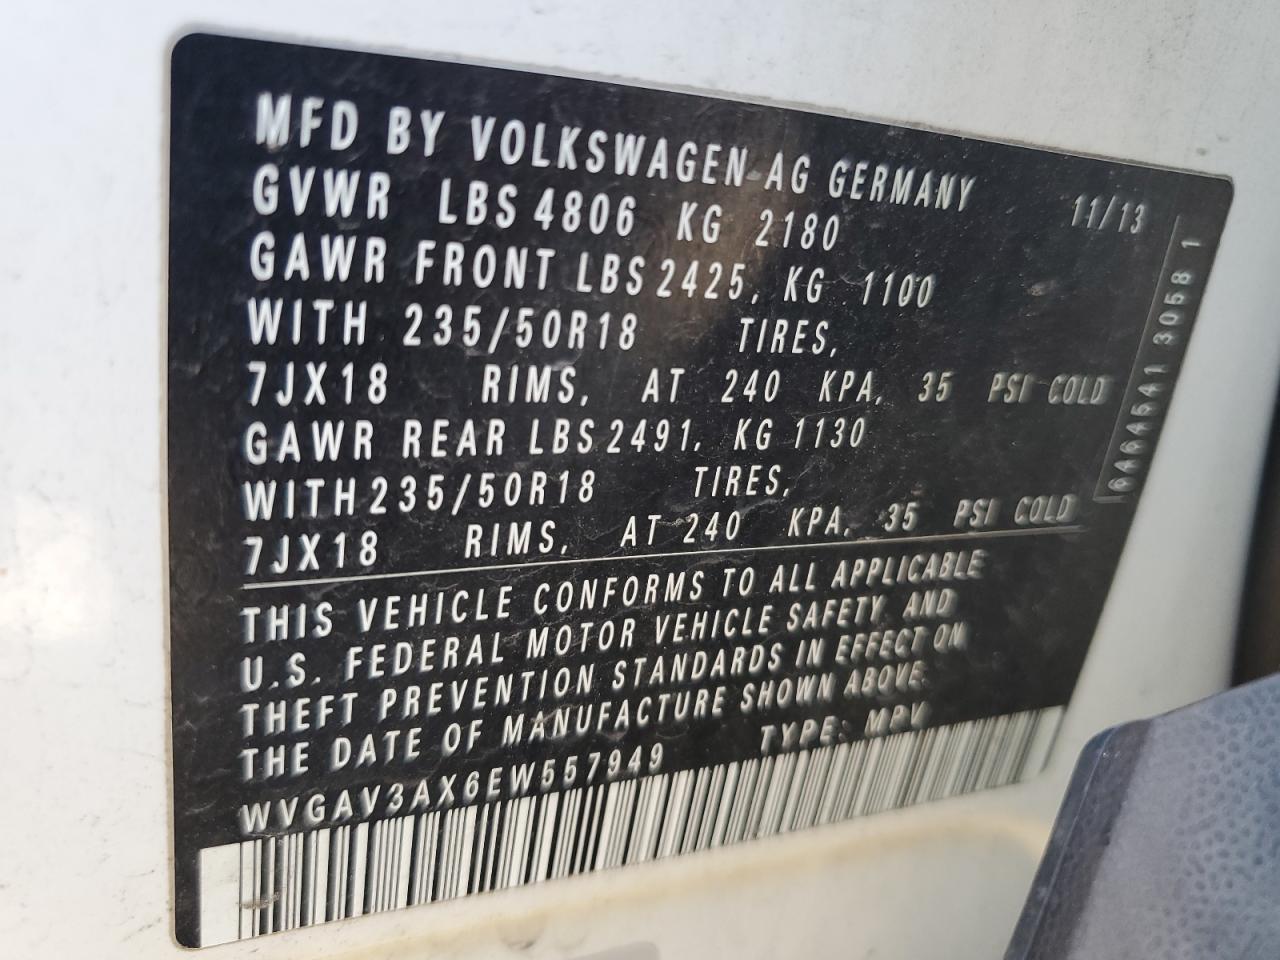 MFD BY VOLKSWAGEN AG GERMANY 11/13
GVWR LBS 4806 KG 2180
GAWR FRONT LBS 2425, KG 1100
WITH 235/50R18 TIRES,
7JX18 RIMS, AT 240 KPA, 35 PSI COLD
GAWR REAR LBS 2491, KG 1130
WITH 235/50R18 TIRES,
7JX18 RIMS, AT 240 KPA, 35 PSI COLD
THIS VEHICLE CONFORMS TO ALL APPLICABLE
U.S. FEDERAL MOTOR VEHICLE SAFETY AND
THEFT PREVENTION STANDARDS IN EFFECT ON
THE DATE OF MANUFACTURE SHOWN ABOVE.
WVGAV3AX6EW557949 TYPE: MPV
3058 1